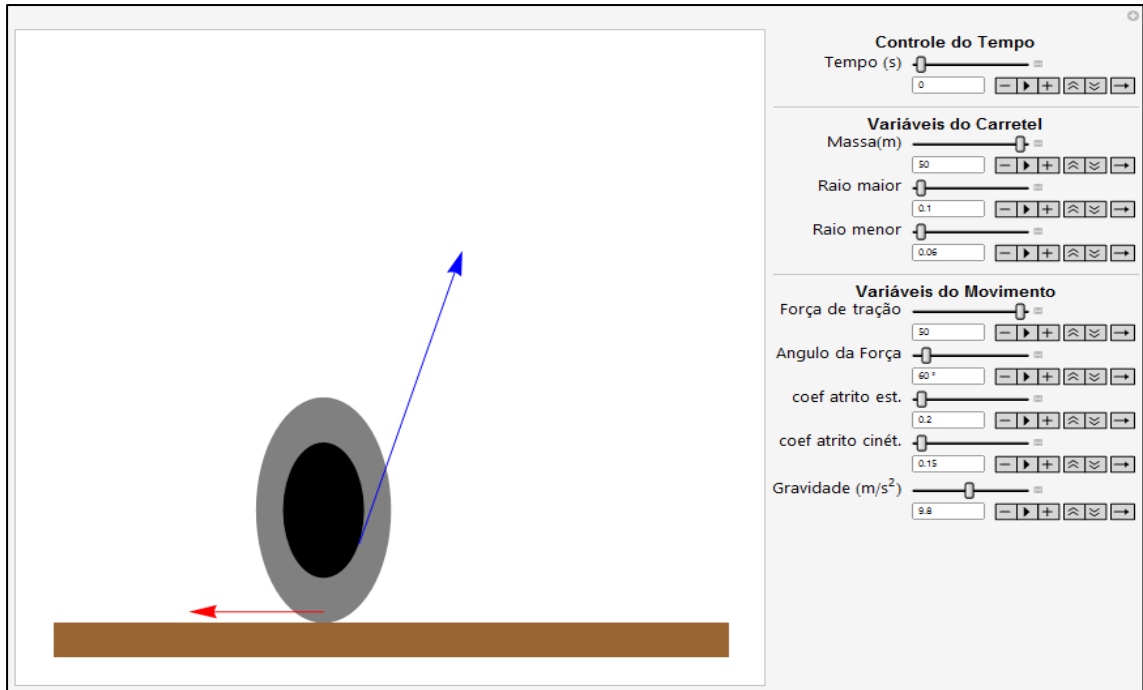 Controle do Tempo
Tempo (s)
0
Variáveis do Carretel
Massa(m)
50
Raio maior
0.1
Raio menor
0.06
Variáveis do Movimento
Força de tração
50
Angulo da Força
60 °
coef atrito est.
0.2
coef atrito cinét.
0.15
Gravidade (m/s²)
9.8